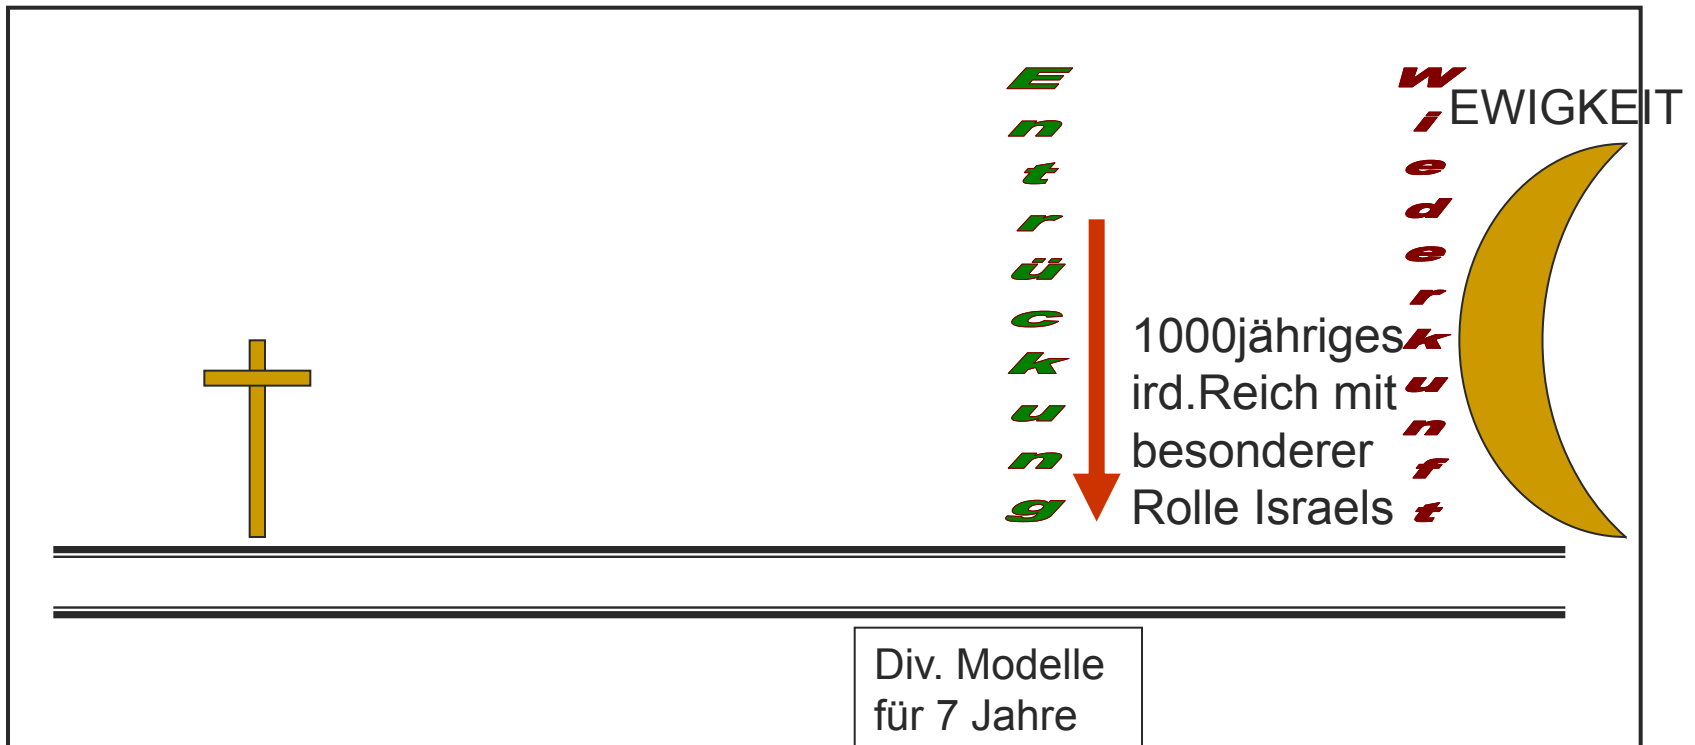 Entrückung
Wiederkunft
EWIGKEIT
1000jähriges
ird.Reich mit
besonderer
Rolle Israels
Div. Modelle
für 7 Jahre